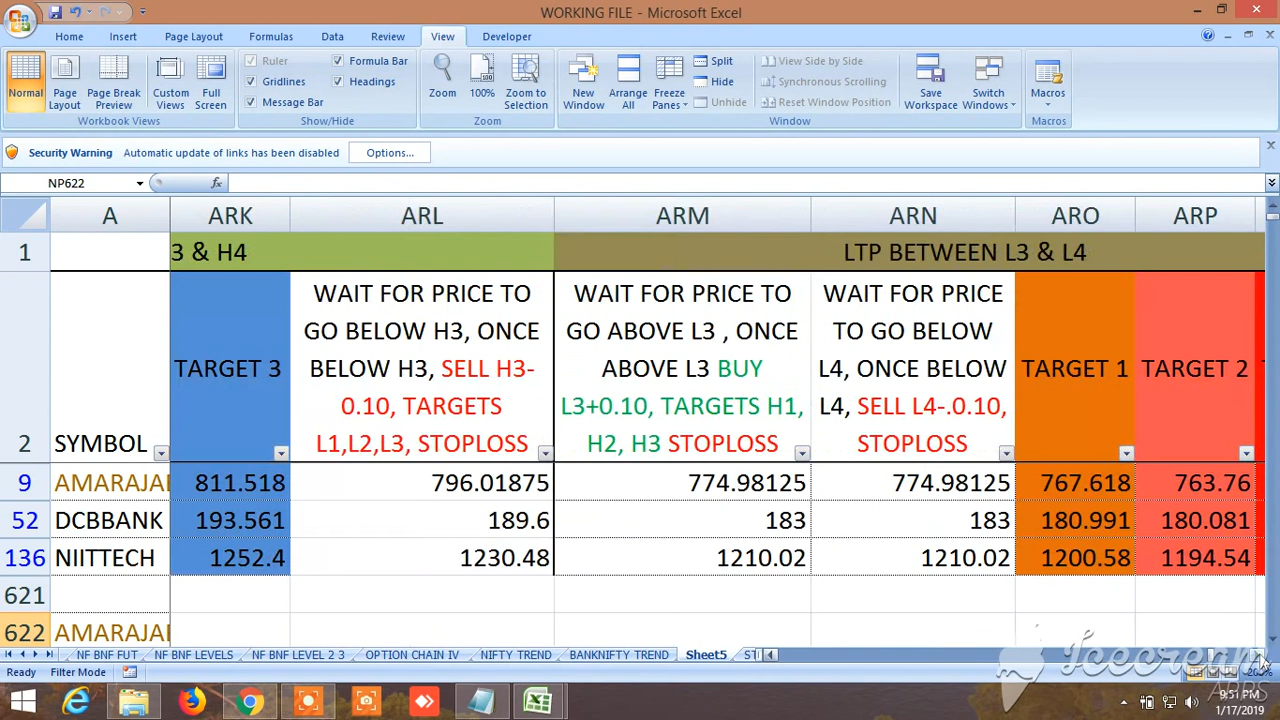 WORKING FILE - Microsoft Excel
Home Insert Page Layout Formulas Data Review View Developer
Ruler Formula Bar
Gridlines Headings
Message Bar
Normal Page Layout Page Break Preview Custom Views Full Screen
Workbook Views
Show/Hide
Zoom 100% Zoom to Selection
Zoom
New Window Arrange All Freeze Panes
Split
Hide
Unhide
View Side by Side
Synchronous Scrolling
Reset Window Position
Window
Save Workspace Switch Windows
Macros
Macros
Security Warning Automatic update of links has been disabled Options...
NP622 fx
A ARK ARL ARM ARN ARO ARP
1 3 & H4 LTP BETWEEN L3 & L4
2 SYMBOL
TARGET 3
WAIT FOR PRICE TO
GO BELOW H3, ONCE
BELOW H3, SELL H3-
0.10, TARGETS
L1,L2,L3, STOPLOSS
WAIT FOR PRICE TO
GO ABOVE L3 , ONCE
ABOVE L3 BUY
L3+0.10, TARGETS H1,
H2, H3 STOPLOSS
WAIT FOR PRICE
TO GO BELOW
L4, ONCE BELOW
L4, SELL L4-.0.10,
STOPLOSS
TARGET 1
TARGET 2
9 AMARAJA 811.518 796.01875 774.98125 774.98125 767.618 763.76
52 DCBBANK 193.561 189.6 183 183 180.991 180.081
136 NIITTECH 1252.4 1230.48 1210.02 1210.02 1200.58 1194.54
621
622 AMARAJA
NF BNF FUT NF BNF LEVELS NF BNF LEVEL 2 3 OPTION CHAIN IV NIFTY TREND BANKNIFTY TREND Sheet5 ST
Ready Filter Mode 200%
Icecream
APPS
9:51 PM
1/17/2019